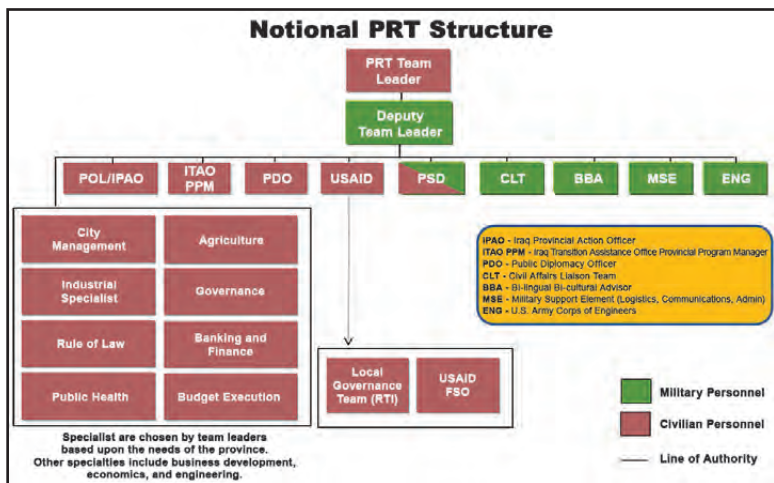 Notional PRT Structure
PRT Team
Leader
Deputy
Team Leader
POL/IPAO
ITAO
PPM
PDO
USAID
PSD
CLT
BBA
MSE
ENG
City
Management
Agriculture
Industrial
Specialist
Governance
Rule of Law
Banking and
Finance
Public Health
Budget Execution
Specialist are chosen by team leaders
based upon the needs of the province.
Other specialties include business development,
economics, and engineering.
Local
Governance
Team (RTI)
USAID
FSO
IPAO - Iraq Provincial Action Officer
ITAO PPM - Iraq Transition Assistance Office Provincial Program Manager
PDO - Public Diplomacy Officer
CLT - Civil Affairs Liaison Team
BBA - Bi-lingual Bi-cultural Advisor
MSE - Military Support Element (Logistics, Communications, Admin)
ENG - U.S. Army Corps of Engineers
Military Personnel
Civilian Personnel
Line of Authority